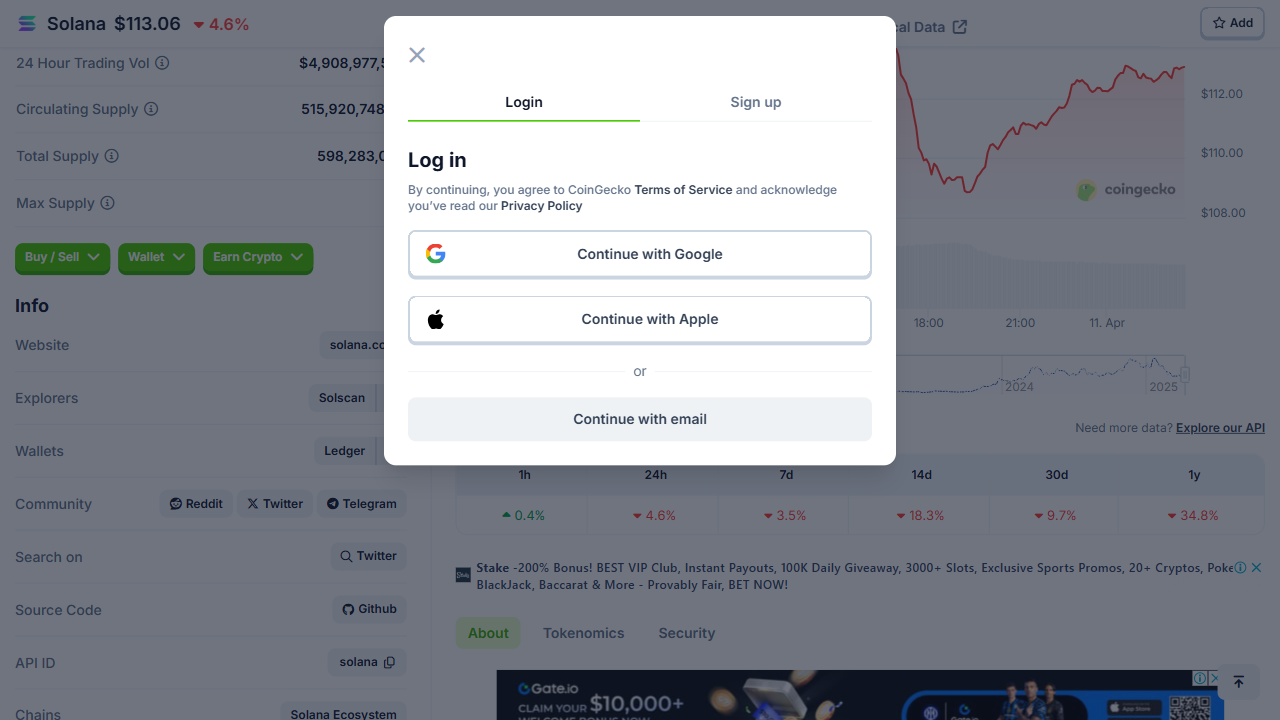 Solana $113.06 4.6%
cal Data
Add
24 Hour Trading Vol $4,908,977,5
Circulating Supply 515,920,748
Total Supply 598,283,0
Max Supply
Buy / Sell Wallet Earn Crypto
Info
Website solana.co
Explorers Solscan
Wallets Ledger
Community Reddit Twitter Telegram
Search on Twitter
Source Code Github
API ID solana
Chains Solana Ecosystem
Login Sign up
Log in
By continuing, you agree to CoinGecko Terms of Service and acknowledge
you've read our Privacy Policy
Continue with Google
Continue with Apple
or
Continue with email
$112.00
$110.00
coingecko
$108.00
18:00 21:00 11. Apr
2024 2025
Need more data? Explore our API
1h 24h 7d 14d 30d 1y
0.4% 4.6% 3.5% 18.3% 9.7% 34.8%
Stake -200% Bonus! BEST VIP Club, Instant Payouts, 100K Daily Giveaway, 3000+ Slots, Exclusive Sports Promos, 20+ Cryptos, Poke
BlackJack, Baccarat & More - Provably Fair, BET NOW!
About Tokenomics Security
Gate.io
CLAIM YOUR $10,000+
WELCOME BONUS NOW
Gate.io
App Store